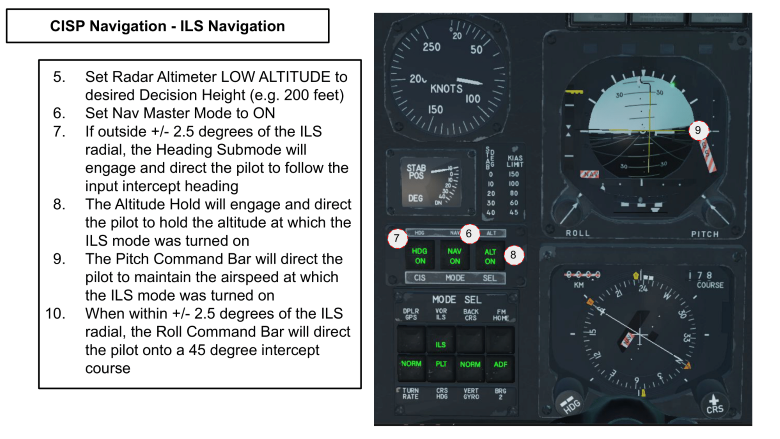 CISP Navigation - ILS Navigation
5. Set Radar Altimeter LOW ALTITUDE to
desired Decision Height (e.g. 200 feet)
6. Set Nav Master Mode to ON
7. If outside +/- 2.5 degrees of the ILS
radial, the Heading Submode will
engage and direct the pilot to follow the
input intercept heading
8. The Altitude Hold will engage and direct
the pilot to hold the altitude at which the
ILS mode was turned on
9. The Pitch Command Bar will direct the
pilot to maintain the airspeed at which
the ILS mode was turned on
10. When within +/- 2.5 degrees of the ILS
radial, the Roll Command Bar will direct
the pilot onto a 45 degree intercept
course
20
250 50
KNOTS
100
150
30 30
30 30
9
ROLL PITCH
STAB
POS
DEG
DN
KIAS
LIMIT
0 150
10 100
20 80
30 60
40 45
HDG NAV ALT
7 6 8
HDG
ON
NAV
ON
ALT
ON
CIS MODE SEL
MODE SEL
DPLR
GPS
VOR
ILS
BACK
CRS
FM
HOME
ILS
NORM PLT NORM ADF
TURN
RATE
CRS
HDG
VERT
GYRO
BRG
2
KM
1 7 8
COURSE
21 24 W
HDG CRS